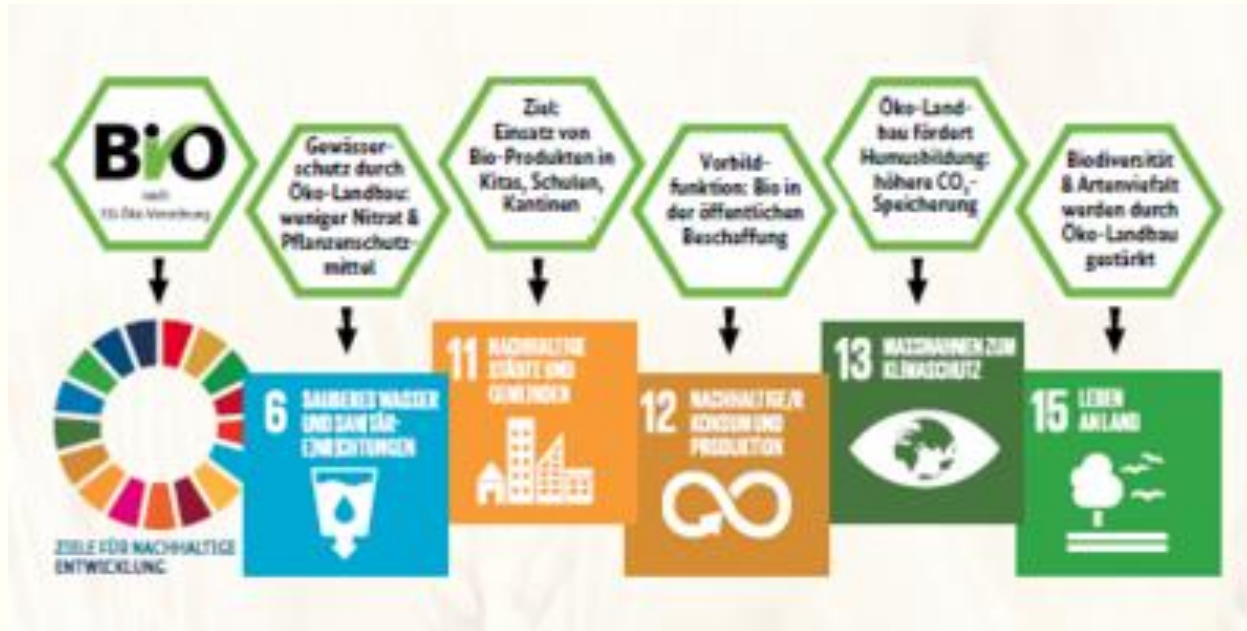 BiO
nach
EG-Öko-Verordnung
Gewässer-
schutz durch
Öko-Landbau:
weniger Nitrat &
Pflanzenschutz-
mittel
Ziel:
Einsatz von
Bio-Produkten in
Kitas, Schulen,
Kantinen
Vorbild-
funktion: Bio in
der öffentlichen
Beschaffung
Öko-Land-
bau fördert
Humusbildung:
höhere CO₂-
Speicherung
Biodiversität
& Artenvielfalt
werden durch
Öko-Landbau
gestärkt
ZIELE FÜR NACHHALTIGE
ENTWICKLUNG
6 SAUBERES WASSER
UND SANITÄR-
EINRICHTUNGEN
11 NACHHALTIGE
STÄDTE UND
GEMEINDEN
12 NACHHALTIGE/R
KONSUM UND
PRODUKTION
13 MASSNAHMEN ZUM
KLIMASCHUTZ
15 LEBEN
AN LAND